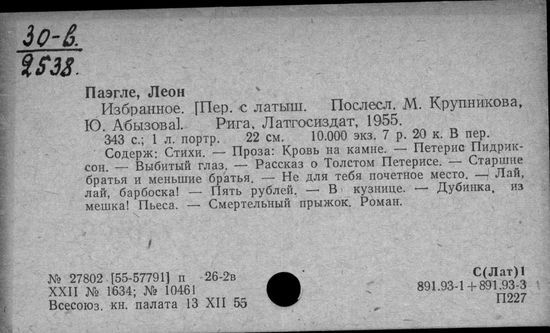 30-в.
2538.
Паэгле, Леон
Избранное. [Пер. с латыш. Послесл. М. Крупникова,
Ю. Абызова]. Рига, Латгосиздат, 1955.
343 с.; 1 л. портр. 22 см. 10.000 экз. 7 р. 20 к. В пер.
Содерж: Стихи. — Проза: Кровь на камне. — Петерис Пидрик-
сон. — Выбитый глаз. — Рассказ о Толстом Петерисе. — Старшие
братья и меньшие братья. — Не для тебя почетное место. — Лай,
лай, барбоска! — Пять рублей. — В кузнице. — Дубинка, из
мешка! Пьеса. — Смертельный прыжок. Роман.
№ 27802 [55-57791] п 26-2в
XXII № 1634; № 10461
Всесоюз. кн. палата 13 XII 55
С(Лат)1
891.93-1+891.93-3
П227